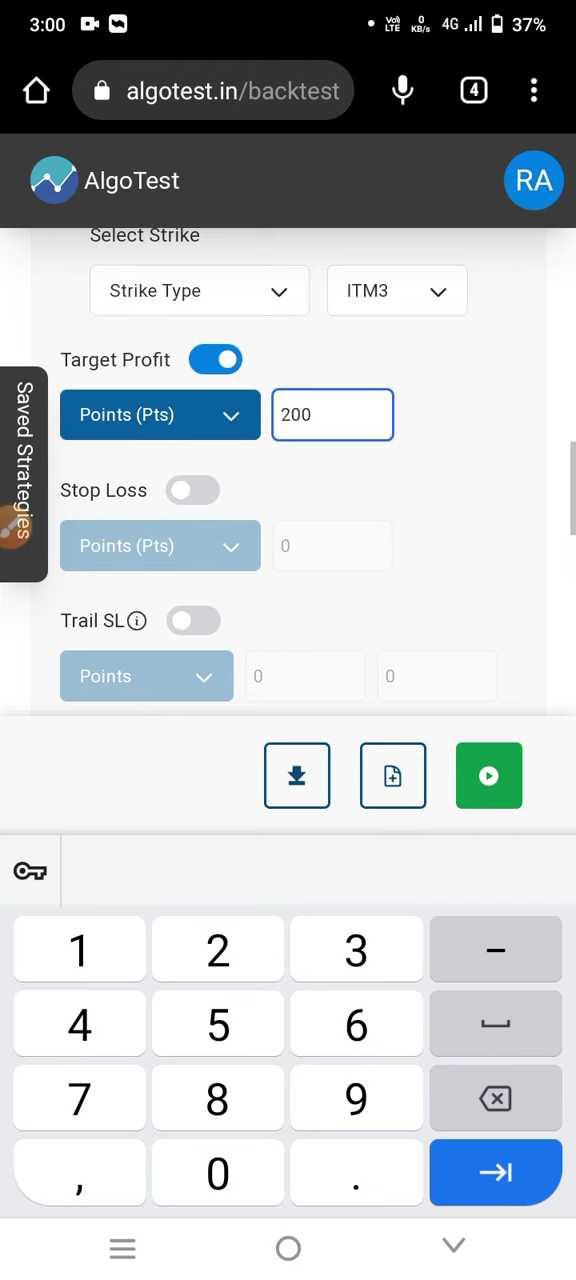 3:00
Vo)
LTE
0
KB/s
4G
37%
algotest.in/backtest
4
AlgoTest
RA
Select Strike
Strike Type
ITM3
Target Profit
Points (Pts)
200
Saved Strategies
Stop Loss
Points (Pts)
0
Trail SL
Points
0
0
1
2
3
-
4
5
6
7
8
9
,
0
.